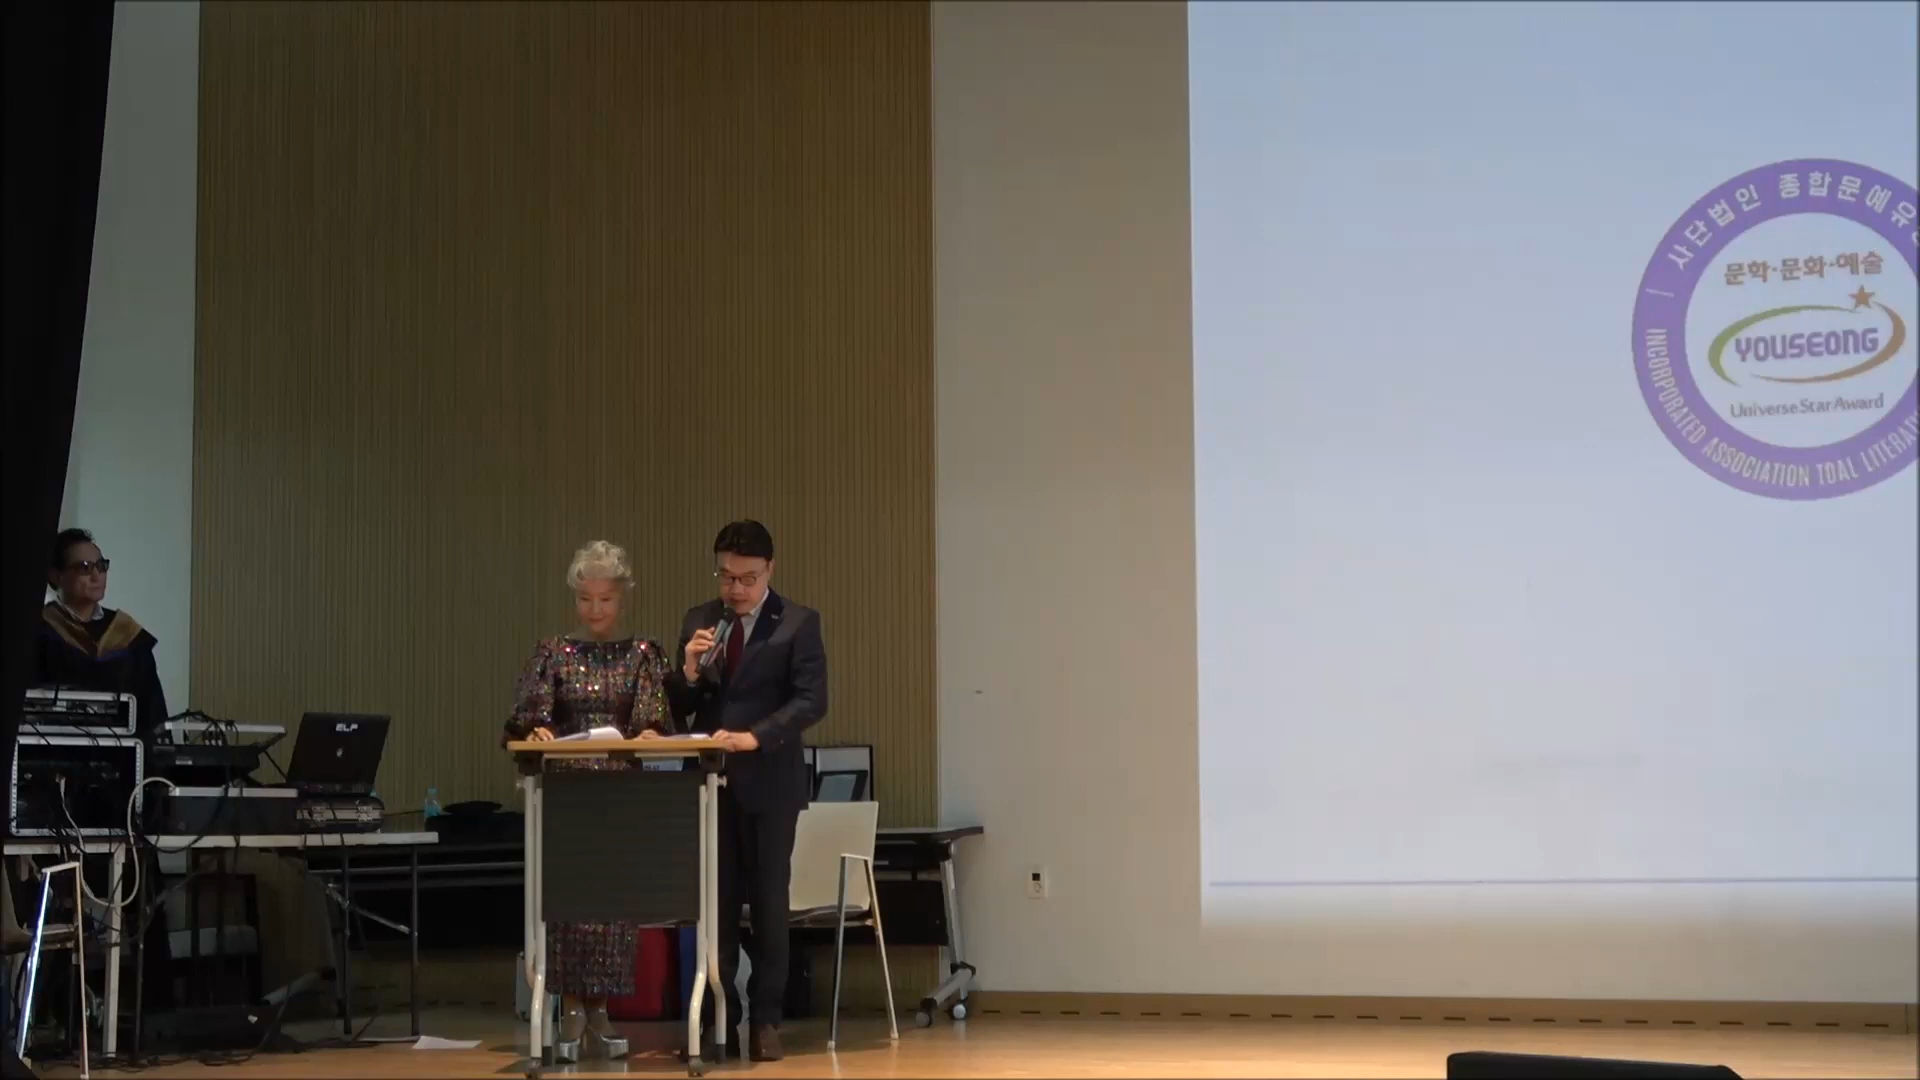 사단법인 종합문예유
문학·문화·예술
YOUSEONG
UniverseStarAward
INCORPORATED ASSOCIATION TOAL LITERA
ELP